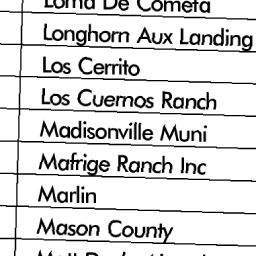 Loma De Cometa
Longhorn Aux Landing
Los Cerrito
Los Cuernos Ranch
Madisonville Muni
Mafrige Ranch Inc
Marlin
Mason County